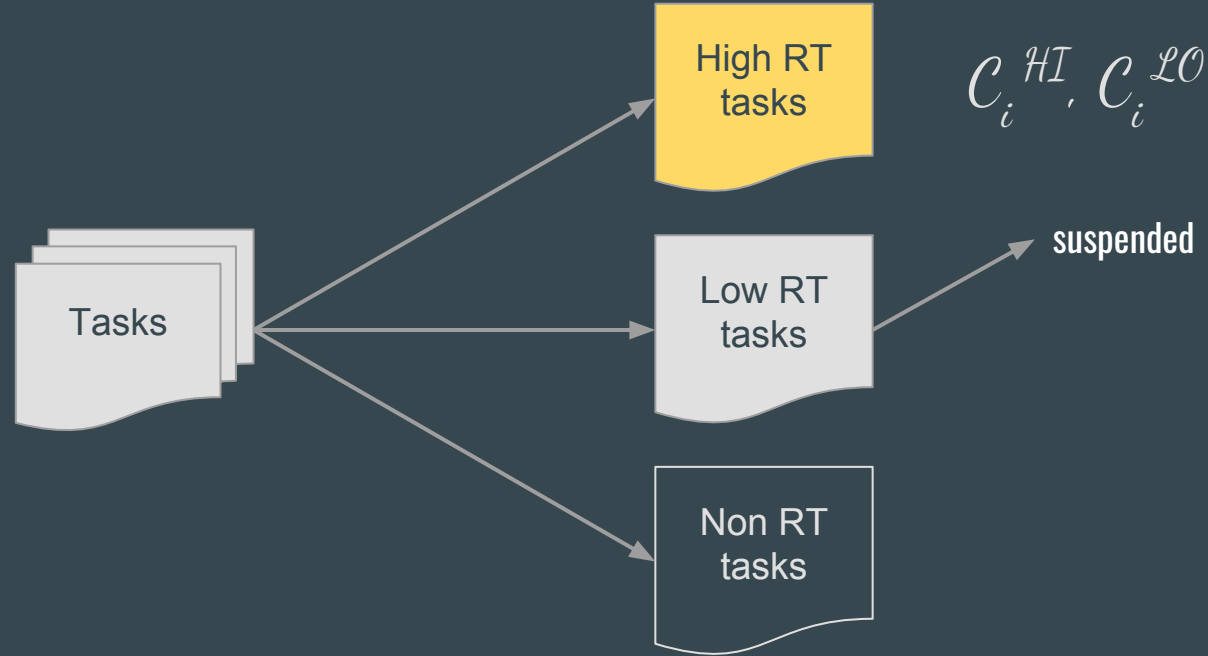 High RT
tasks
C_i^HI, C_i^LO
suspended
Tasks
Low RT
tasks
Non RT
tasks